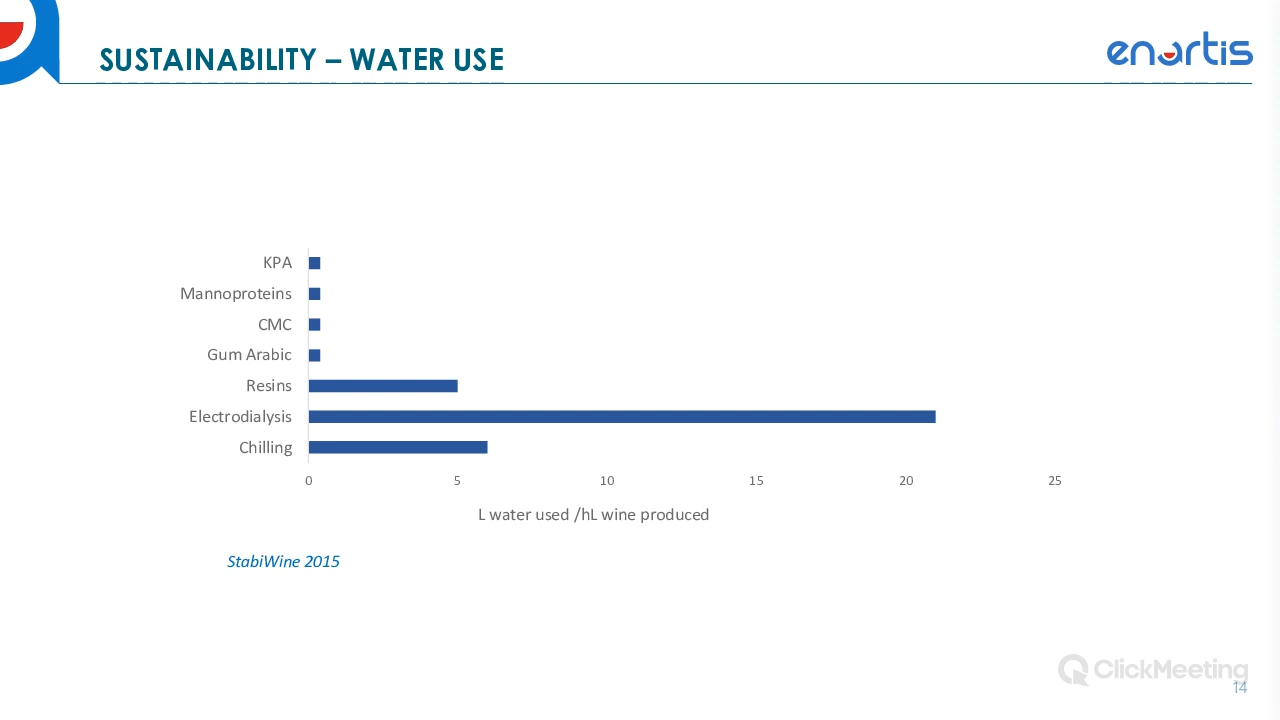 SUSTAINABILITY – WATER USE
enartis
KPA
Mannoproteins
CMC
Gum Arabic
Resins
Electrodialysis
Chilling
0 5 10 15 20 25
L water used /hL wine produced
StabiWine 2015
ClickMeeting
14